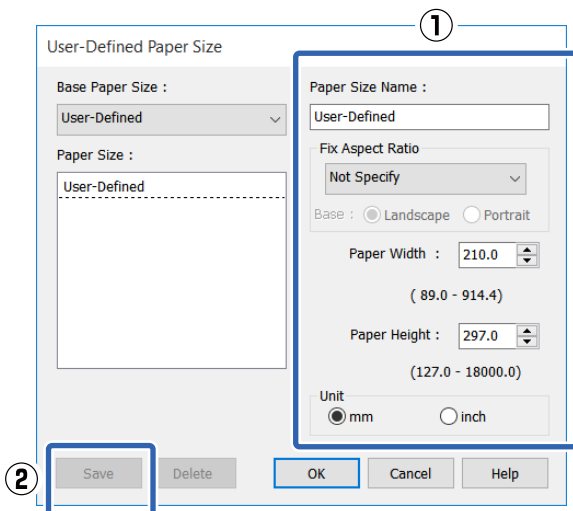 ①
User-Defined Paper Size
Base Paper Size :
User-Defined
Paper Size :
User-Defined
Paper Size Name :
User-Defined
Fix Aspect Ratio
Not Specify
Base : Landscape Portrait
Paper Width : 210.0
( 89.0 - 914.4)
Paper Height : 297.0
(127.0 - 18000.0)
Unit
mm inch
②
Save Delete OK Cancel Help